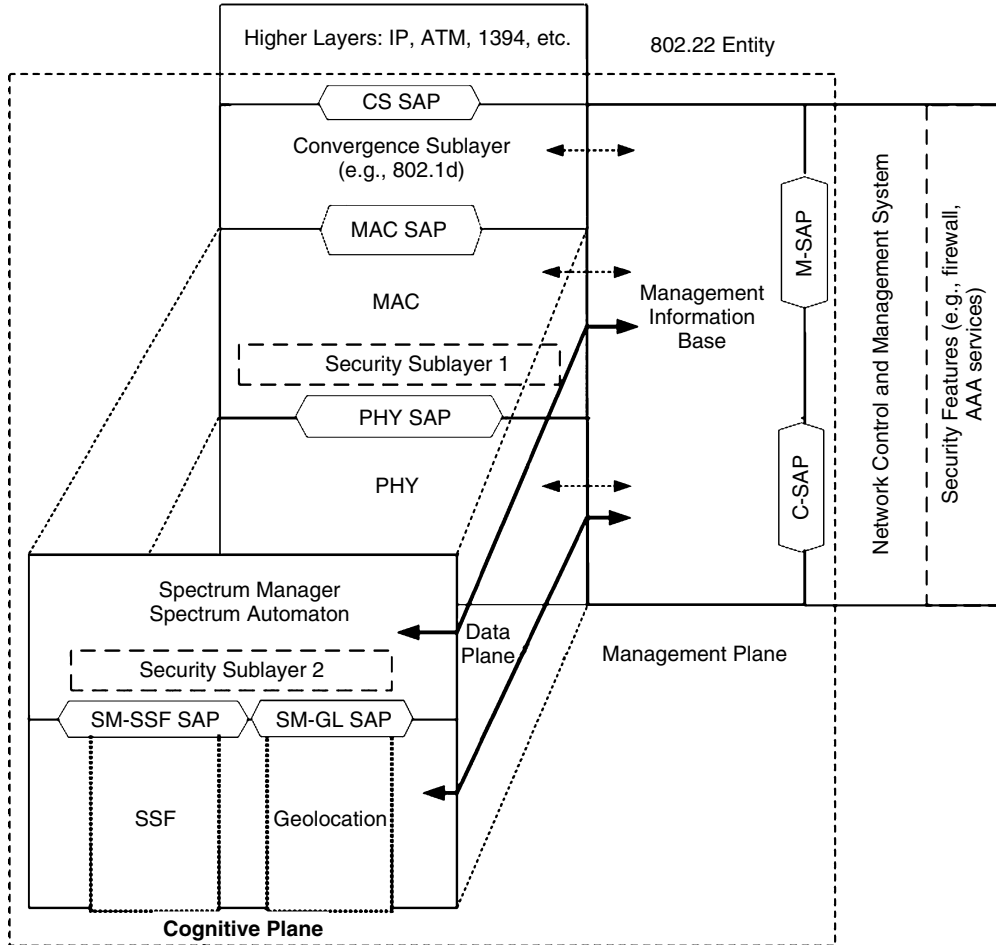 Higher Layers: IP, ATM, 1394, etc.
802.22 Entity
CS SAP
Convergence Sublayer
(e.g., 802.1d)
MAC SAP
MAC
Security Sublayer 1
PHY SAP
PHY
Management
Information
Base
M-SAP
C-SAP
Network Control and Management System
Security Features (e.g., firewall,
AAA services)
Spectrum Manager
Spectrum Automaton
Security Sublayer 2
Data
Plane
Management Plane
SM-SSF SAP
SM-GL SAP
SSF
Geolocation
Cognitive Plane